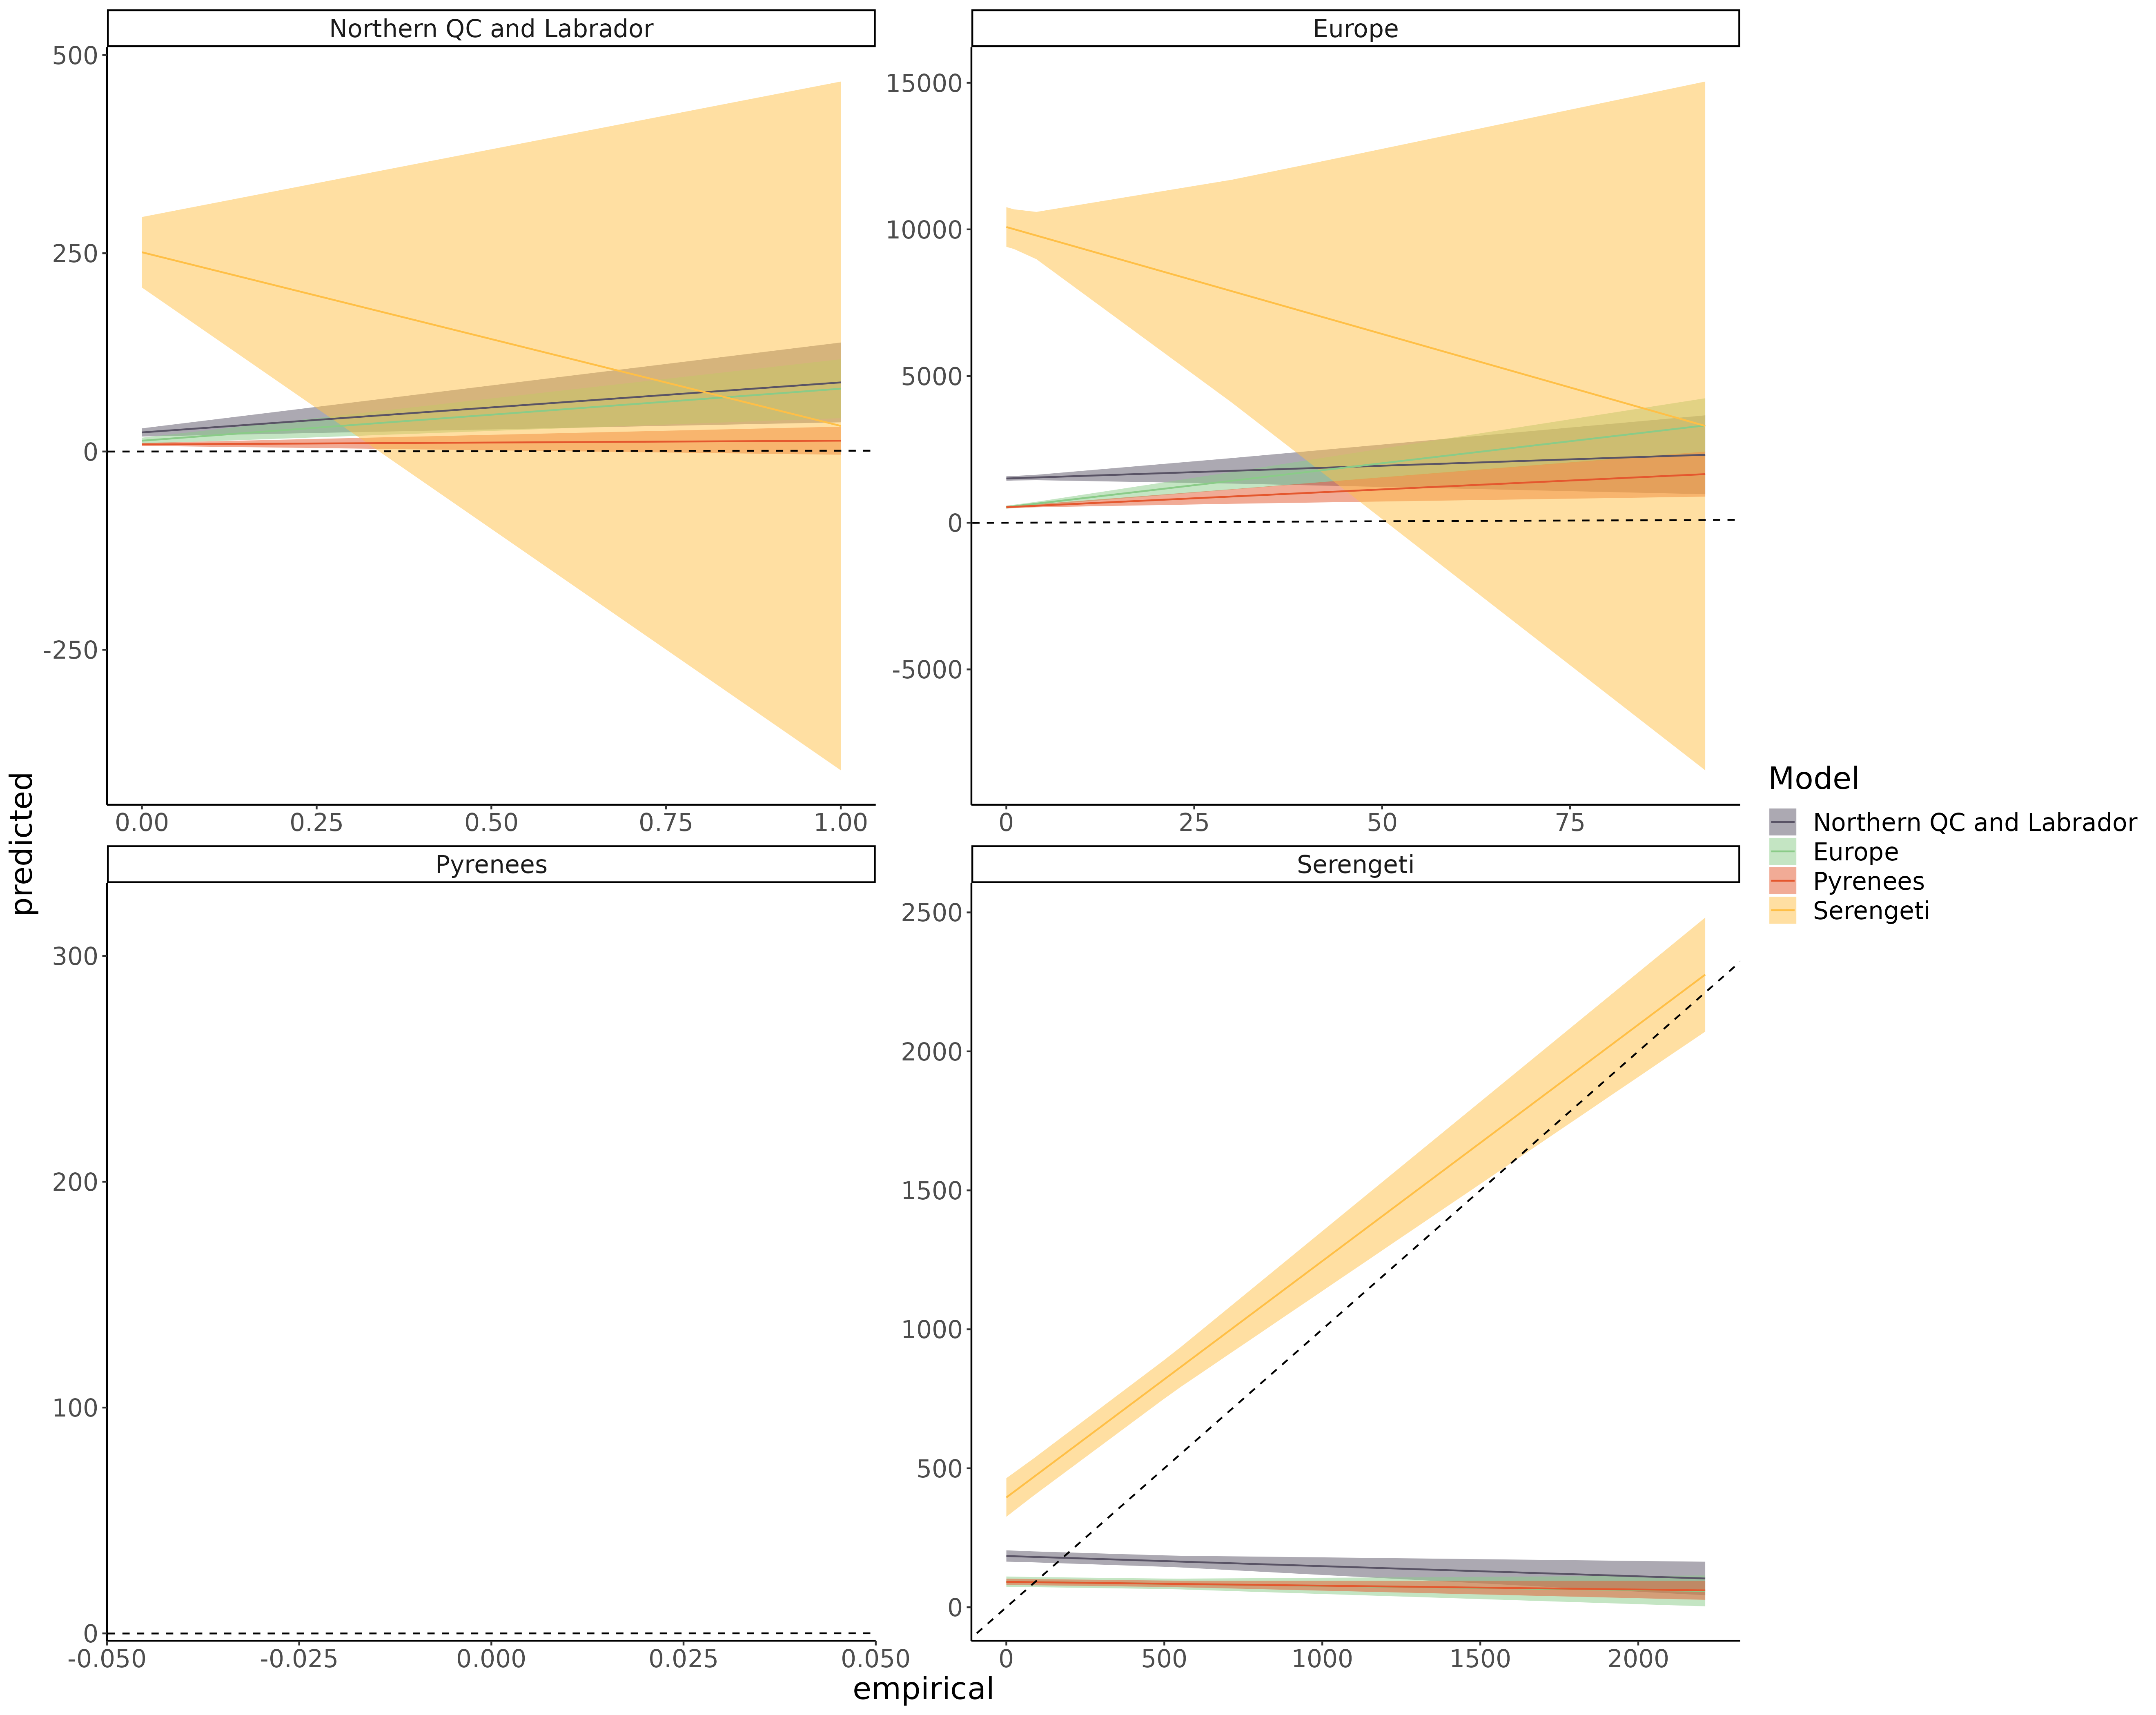 Northern QC and Labrador
Europe
500
250
0
-250
15000
10000
5000
0
-5000
0.00 0.25 0.50 0.75 1.00
0 25 50 75
Pyrenees
Serengeti
300
200
100
0
2500
2000
1500
1000
500
0
-0.050 -0.025 0.000 0.025 0.050
0 500 1000 1500 2000
empirical
predicted
Model
Northern QC and Labrador
Europe
Pyrenees
Serengeti